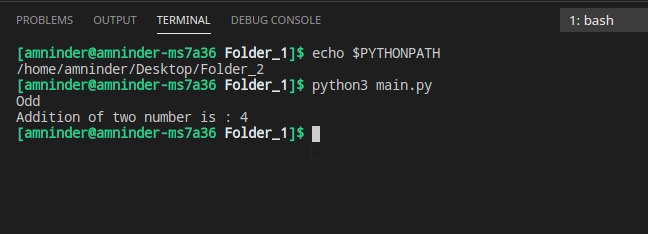 PROBLEMS OUTPUT TERMINAL DEBUG CONSOLE 1: bash
[amninder@amninder-ms7a36 Folder_1]$ echo $PYTHONPATH
/home/amninder/Desktop/Folder_2
[amninder@amninder-ms7a36 Folder_1]$ python3 main.py
Odd
Addition of two number is : 4
[amninder@amninder-ms7a36 Folder_1]$